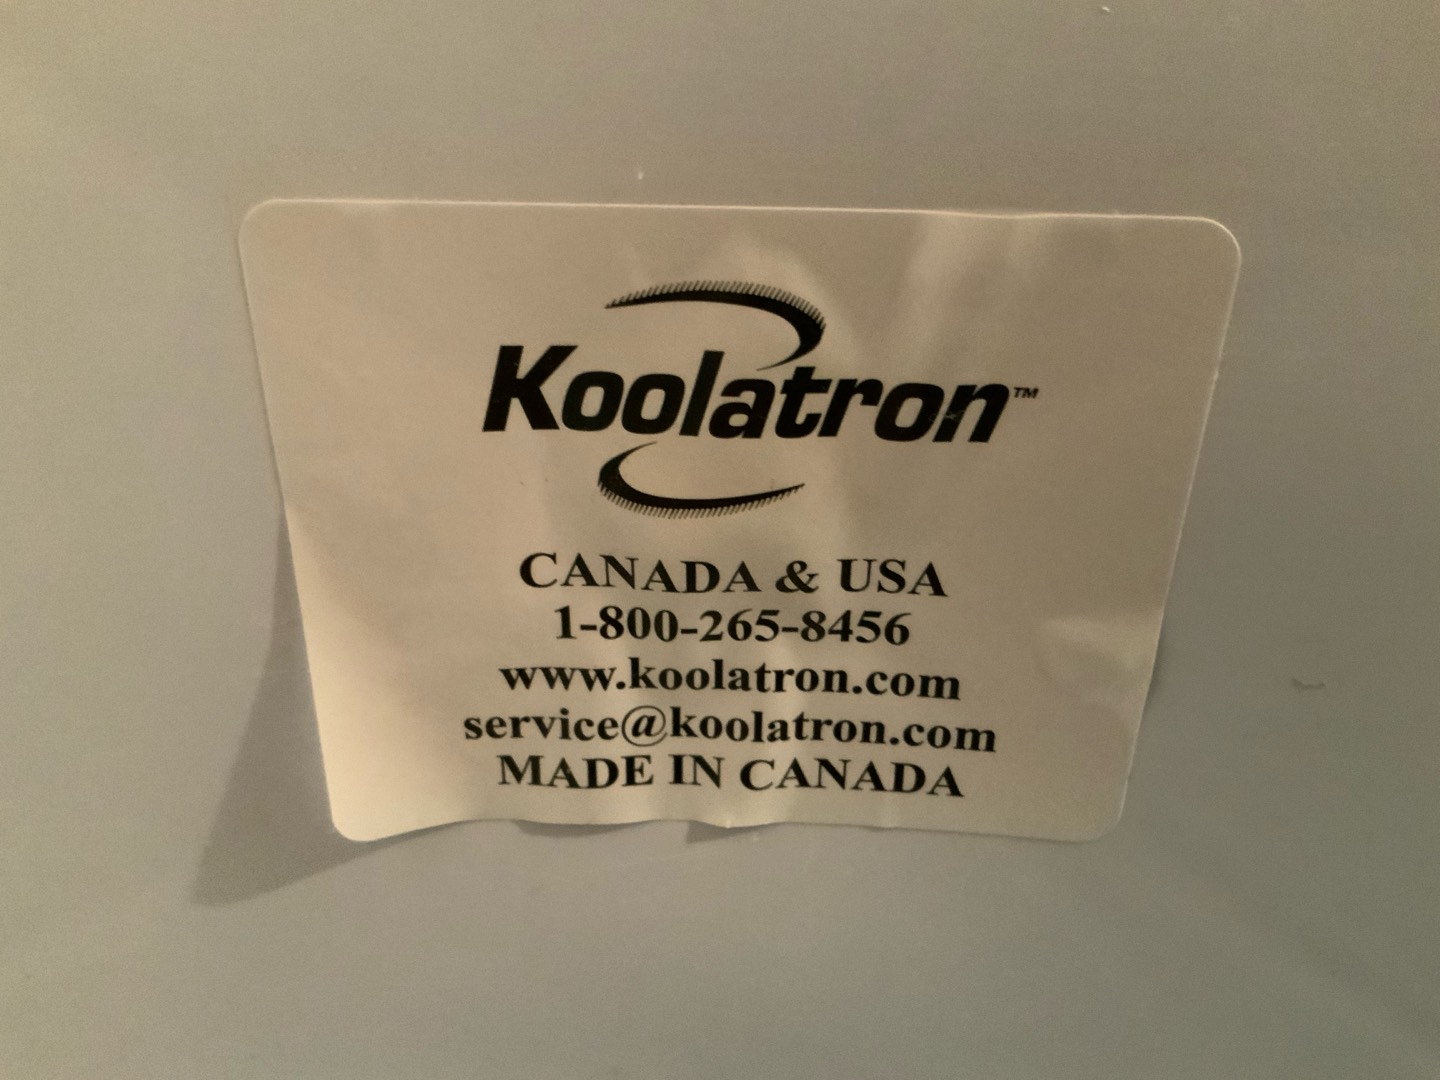 Koolatron™
CANADA & USA
1-800-265-8456
www.koolatron.com
service@koolatron.com
MADE IN CANADA